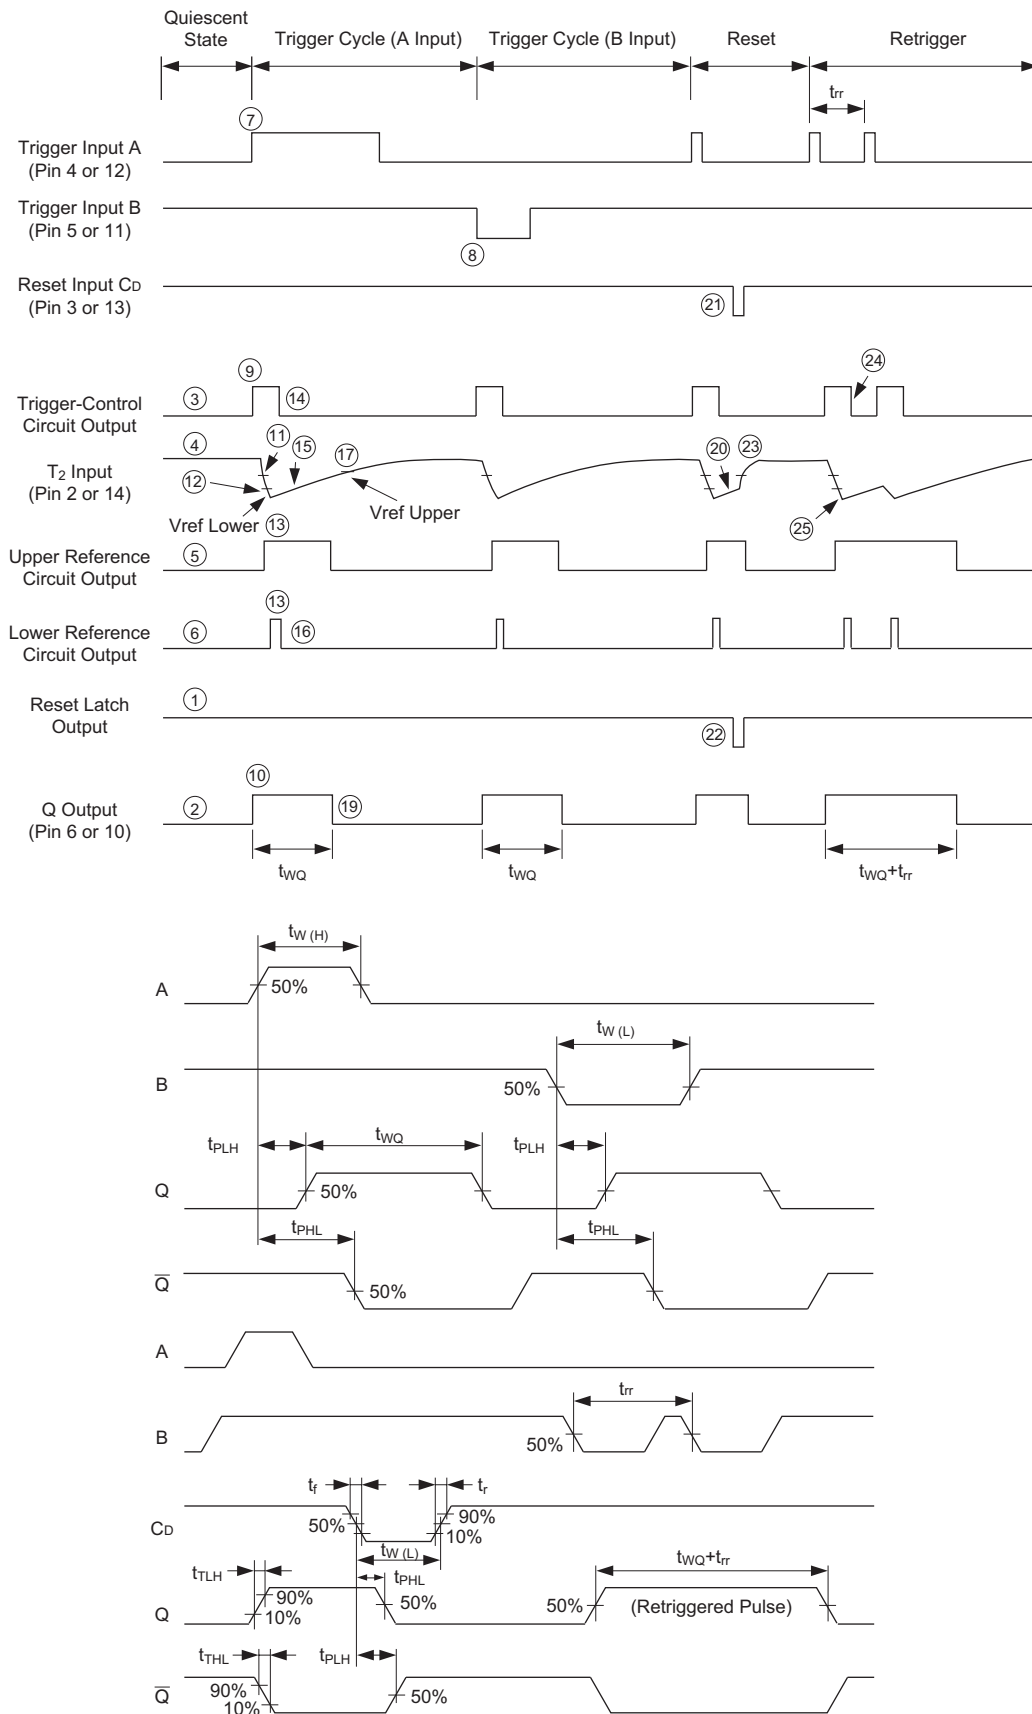 Quiescent
State
Trigger Cycle (A Input)
Trigger Cycle (B Input)
Reset
Retrigger
trr
7
Trigger Input A
(Pin 4 or 12)
Trigger Input B
(Pin 5 or 11)
8
Reset Input CD
(Pin 3 or 13)
21
9
24
3
14
Trigger-Control
Circuit Output
4
11
15
17
20
23
T2 Input
(Pin 2 or 14)
12
Vref Lower
Vref Upper
13
25
5
Upper Reference
Circuit Output
13
6
16
Lower Reference
Circuit Output
1
Reset Latch
Output
22
10
2
19
Q Output
(Pin 6 or 10)
tWQ
tWQ
tWQ+trr
tW (H)
A
50%
tW (L)
B
50%
tPLH
tWQ
tPLH
Q
50%
tPHL
tPHL
Q
50%
A
trr
B
50%
tf
tr
CD
50%
90%
10%
tW (L)
tWQ+trr
tTLH
tPHL
Q
90%
10%
50%
50%
(Retriggered Pulse)
tTHL
tPLH
Q
90%
10%
50%